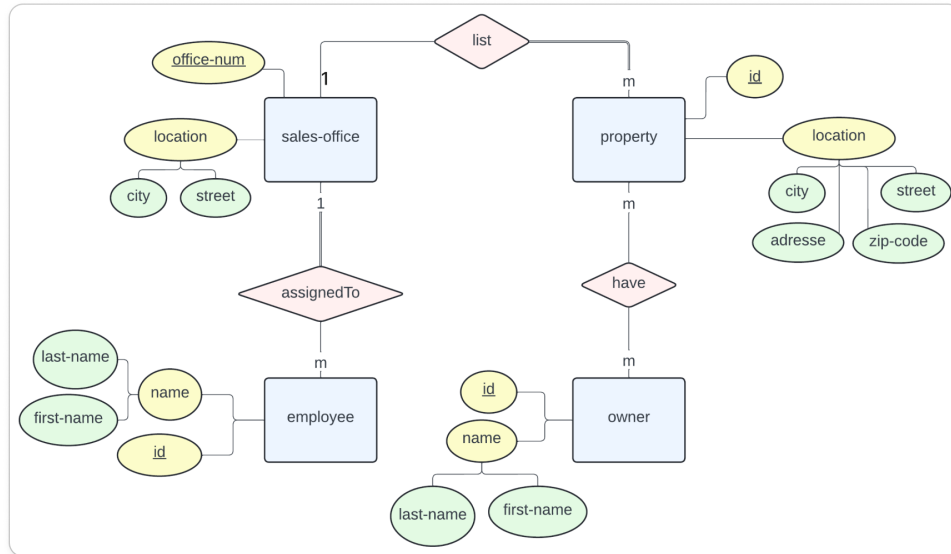 list
office-num
1
m
id
sales-office
property
location
location
city
street
city
street
adresse
zip-code
1
m
assignedTo
have
m
m
last-name
name
first-name
id
employee
id
name
owner
last-name
first-name